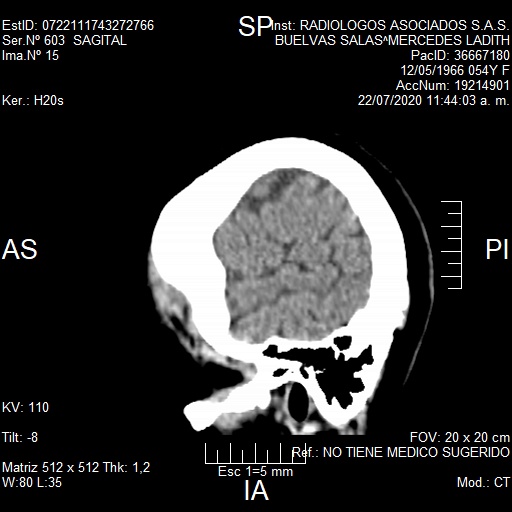 EstID: 0722111743272766
Ser.Nº 603 SAGITAL
Ima.Nº 15
Ker.: H20s
SP
Inst: RADIOLOGOS ASOCIADOS S.A.S.
BUELVAS SALAS^MERCEDES LADITH
PacID: 36667180
12/05/1966 054Y F
AccNum: 19214901
22/07/2020 11:44:03 a. m.
AS
PI
KV: 110
Tilt: -8
Matriz 512 x 512 Thk: 1,2
W:80 L:35
Esc 1=5 mm
IA
FOV: 20 x 20 cm
Ref.: NO TIENE MEDICO SUGERIDO
Mod.: CT